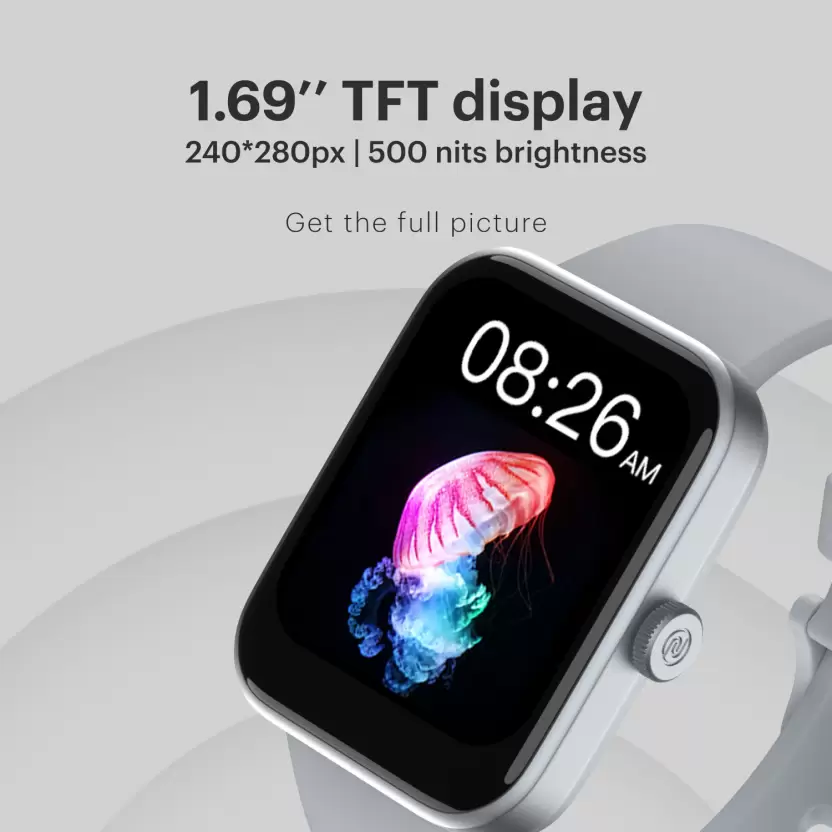 1.69′′ TFT display
240*280px | 500 nits brightness
Get the full picture
08:26
AM